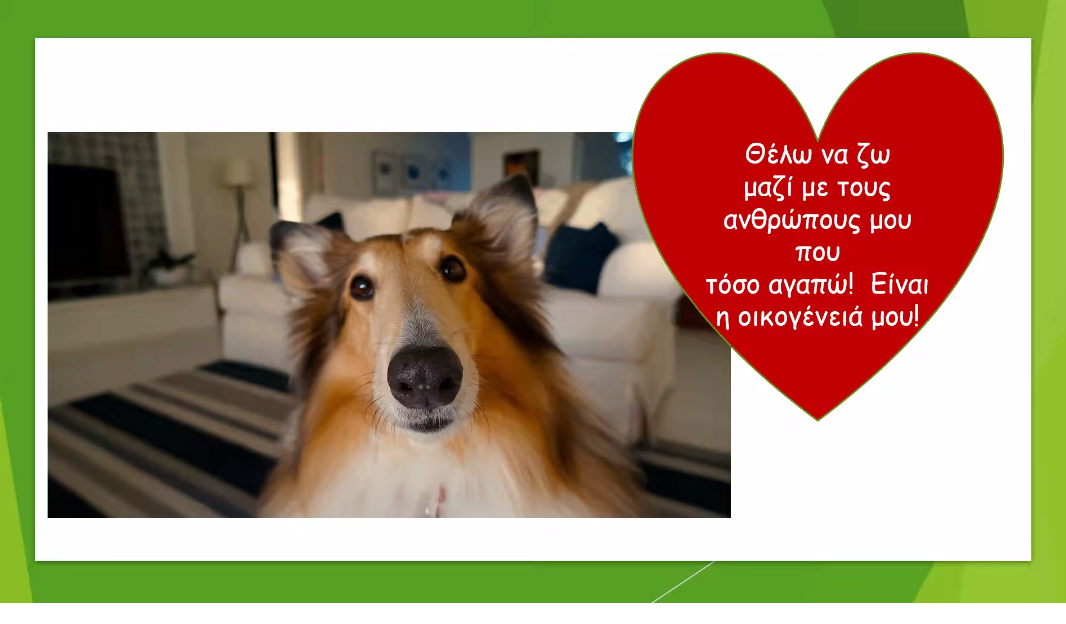 Θέλω να ζω
μαζί με τους
ανθρώπους μου
που
τόσο αγαπώ!  Είναι
η οικογένειά μου!